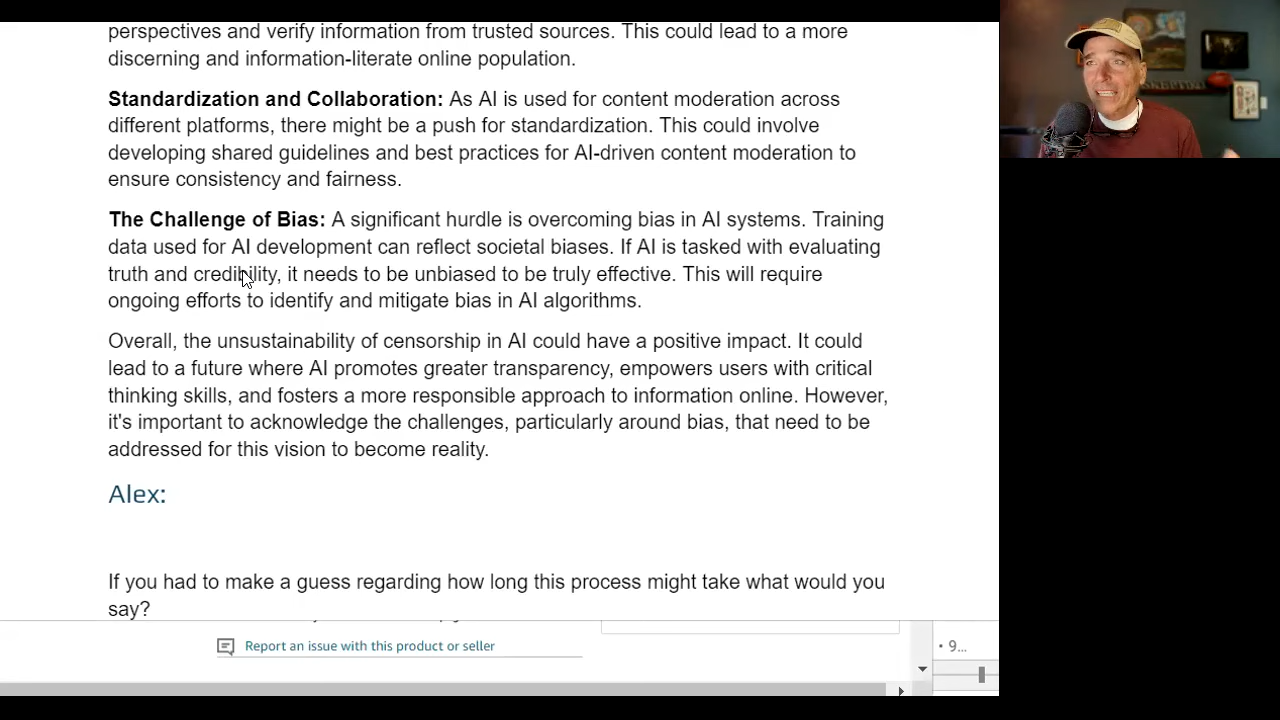 perspectives and verify information from trusted sources. This could lead to a more
discerning and information-literate online population.
Standardization and Collaboration: As AI is used for content moderation across
different platforms, there might be a push for standardization. This could involve
developing shared guidelines and best practices for AI-driven content moderation to
ensure consistency and fairness.
The Challenge of Bias: A significant hurdle is overcoming bias in AI systems. Training
data used for AI development can reflect societal biases. If AI is tasked with evaluating
truth and credibility, it needs to be unbiased to be truly effective. This will require
ongoing efforts to identify and mitigate bias in AI algorithms.
Overall, the unsustainability of censorship in AI could have a positive impact. It could
lead to a future where AI promotes greater transparency, empowers users with critical
thinking skills, and fosters a more responsible approach to information online. However,
it's important to acknowledge the challenges, particularly around bias, that need to be
addressed for this vision to become reality.
Alex:
If you had to make a guess regarding how long this process might take what would you
say?
Report an issue with this product or seller
• 9...